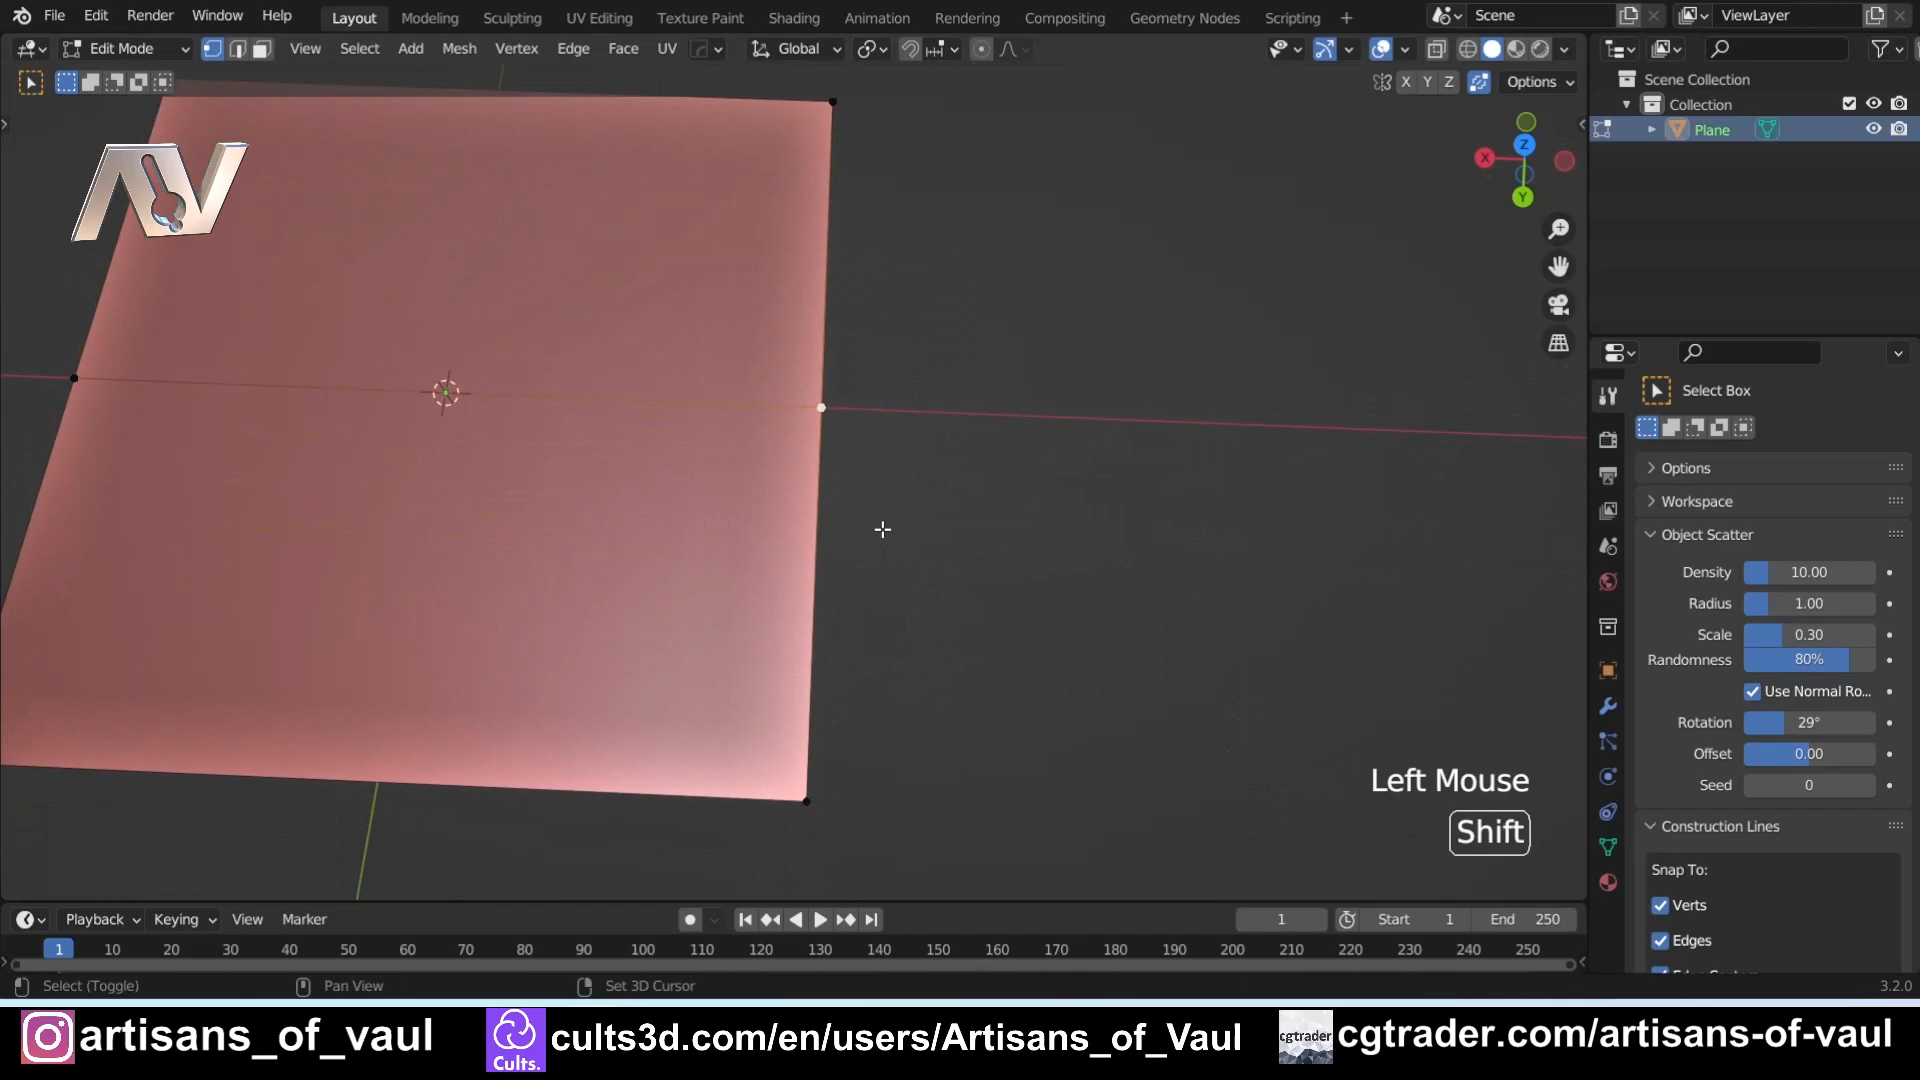 File Edit Render Window Help Layout Modeling Sculpting UV Editing Texture Paint Shading Animation Rendering Compositing Geometry Nodes Scripting + Scene ViewLayer
Edit Mode View Select Add Mesh Vertex Edge Face UV Global
X Y Z Options
Scene Collection
Collection
Plane
AV
Z
X
Y
Select Box
Options
Workspace
Object Scatter
Density 10.00
Radius 1.00
Scale 0.30
Randomness 80%
Use Normal Ro...
Rotation 29°
Offset 0.00
Seed 0
Construction Lines
Snap To:
Verts
Edges
Left Mouse
Shift
Playback Keying View Marker 1 Start 1 End 250
1 10 20 30 40 50 60 70 80 90 100 110 120 130 140 150 160 170 180 190 200 210 220 230 240 250
Select (Toggle) Pan View Set 3D Cursor 3.2.0
artisans_of_vaul Cults. cults3d.com/en/users/Artisans_of_Vaul cgtrader cgtrader.com/artisans-of-vaul